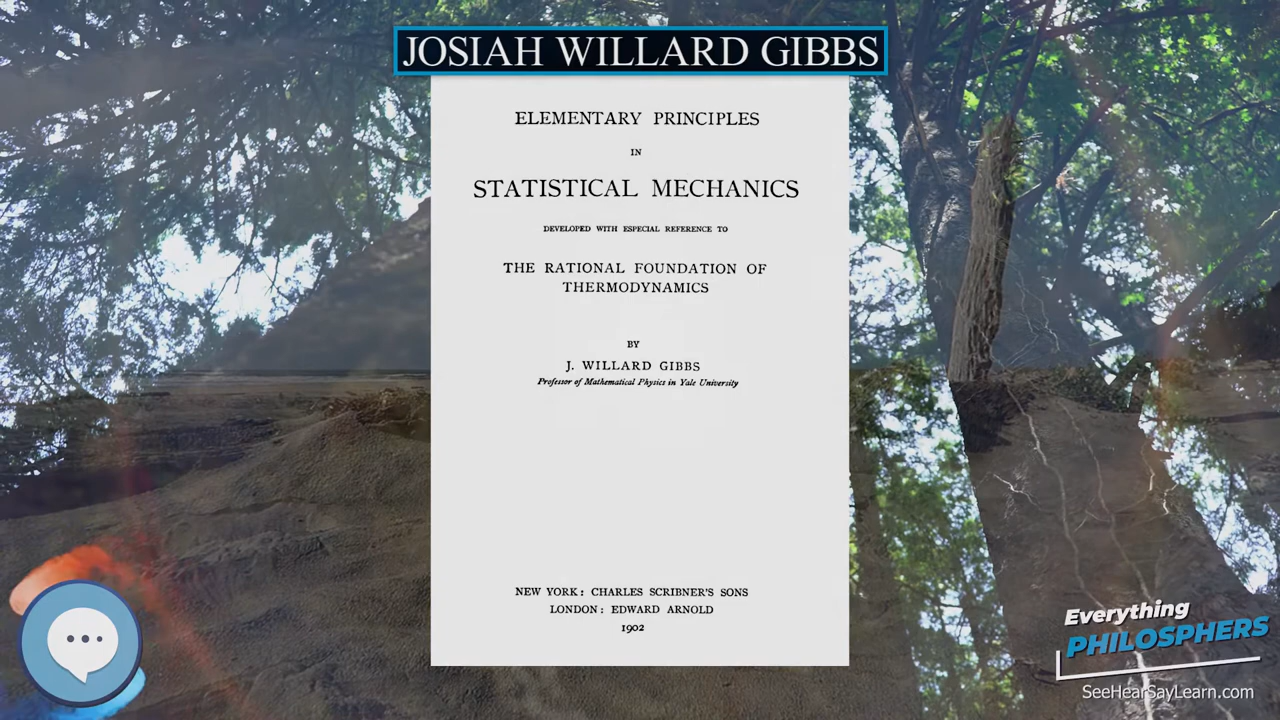 JOSIAH WILLARD GIBBS
ELEMENTARY PRINCIPLES
IN
STATISTICAL MECHANICS
DEVELOPED WITH ESPECIAL REFERENCE TO
THE RATIONAL FOUNDATION OF
THERMODYNAMICS
BY
J. WILLARD GIBBS
Professor of Mathematical Physics in Yale University
NEW YORK: CHARLES SCRIBNER'S SONS
LONDON: EDWARD ARNOLD
1902
Everything
PHILOSPHERS
SeeHearSayLearn.com